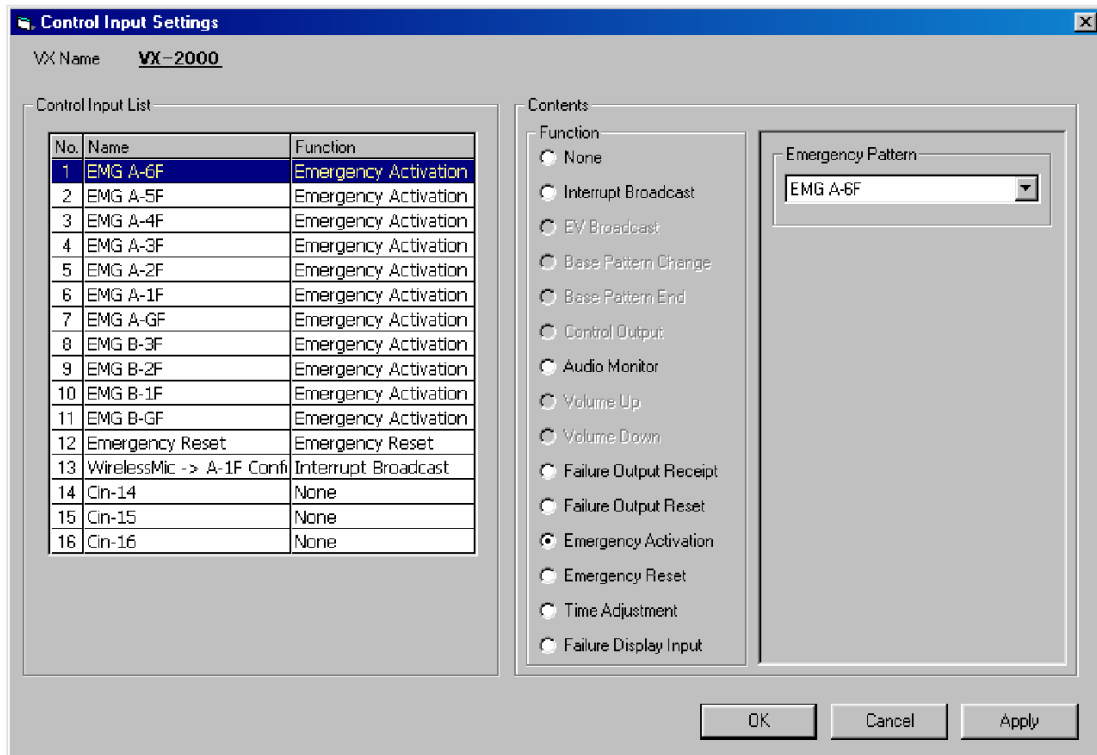 Control Input Settings
VX Name VX-2000
Control Input List
No. Name Function
1 EMG A-6F Emergency Activation
2 EMG A-5F Emergency Activation
3 EMG A-4F Emergency Activation
4 EMG A-3F Emergency Activation
5 EMG A-2F Emergency Activation
6 EMG A-1F Emergency Activation
7 EMG A-GF Emergency Activation
8 EMG B-3F Emergency Activation
9 EMG B-2F Emergency Activation
10 EMG B-1F Emergency Activation
11 EMG B-GF Emergency Activation
12 Emergency Reset Emergency Reset
13 WirelessMic -> A-1F Confi Interrupt Broadcast
14 Cin-14 None
15 Cin-15 None
16 Cin-16 None
Contents
Function
None
Interrupt Broadcast
EV Broadcast
Base Pattern Change
Base Pattern End
Control Output
Audio Monitor
Volume Up
Volume Down
Failure Output Receipt
Failure Output Reset
Emergency Activation
Emergency Reset
Time Adjustment
Failure Display Input
Emergency Pattern
EMG A-6F
OK Cancel Apply